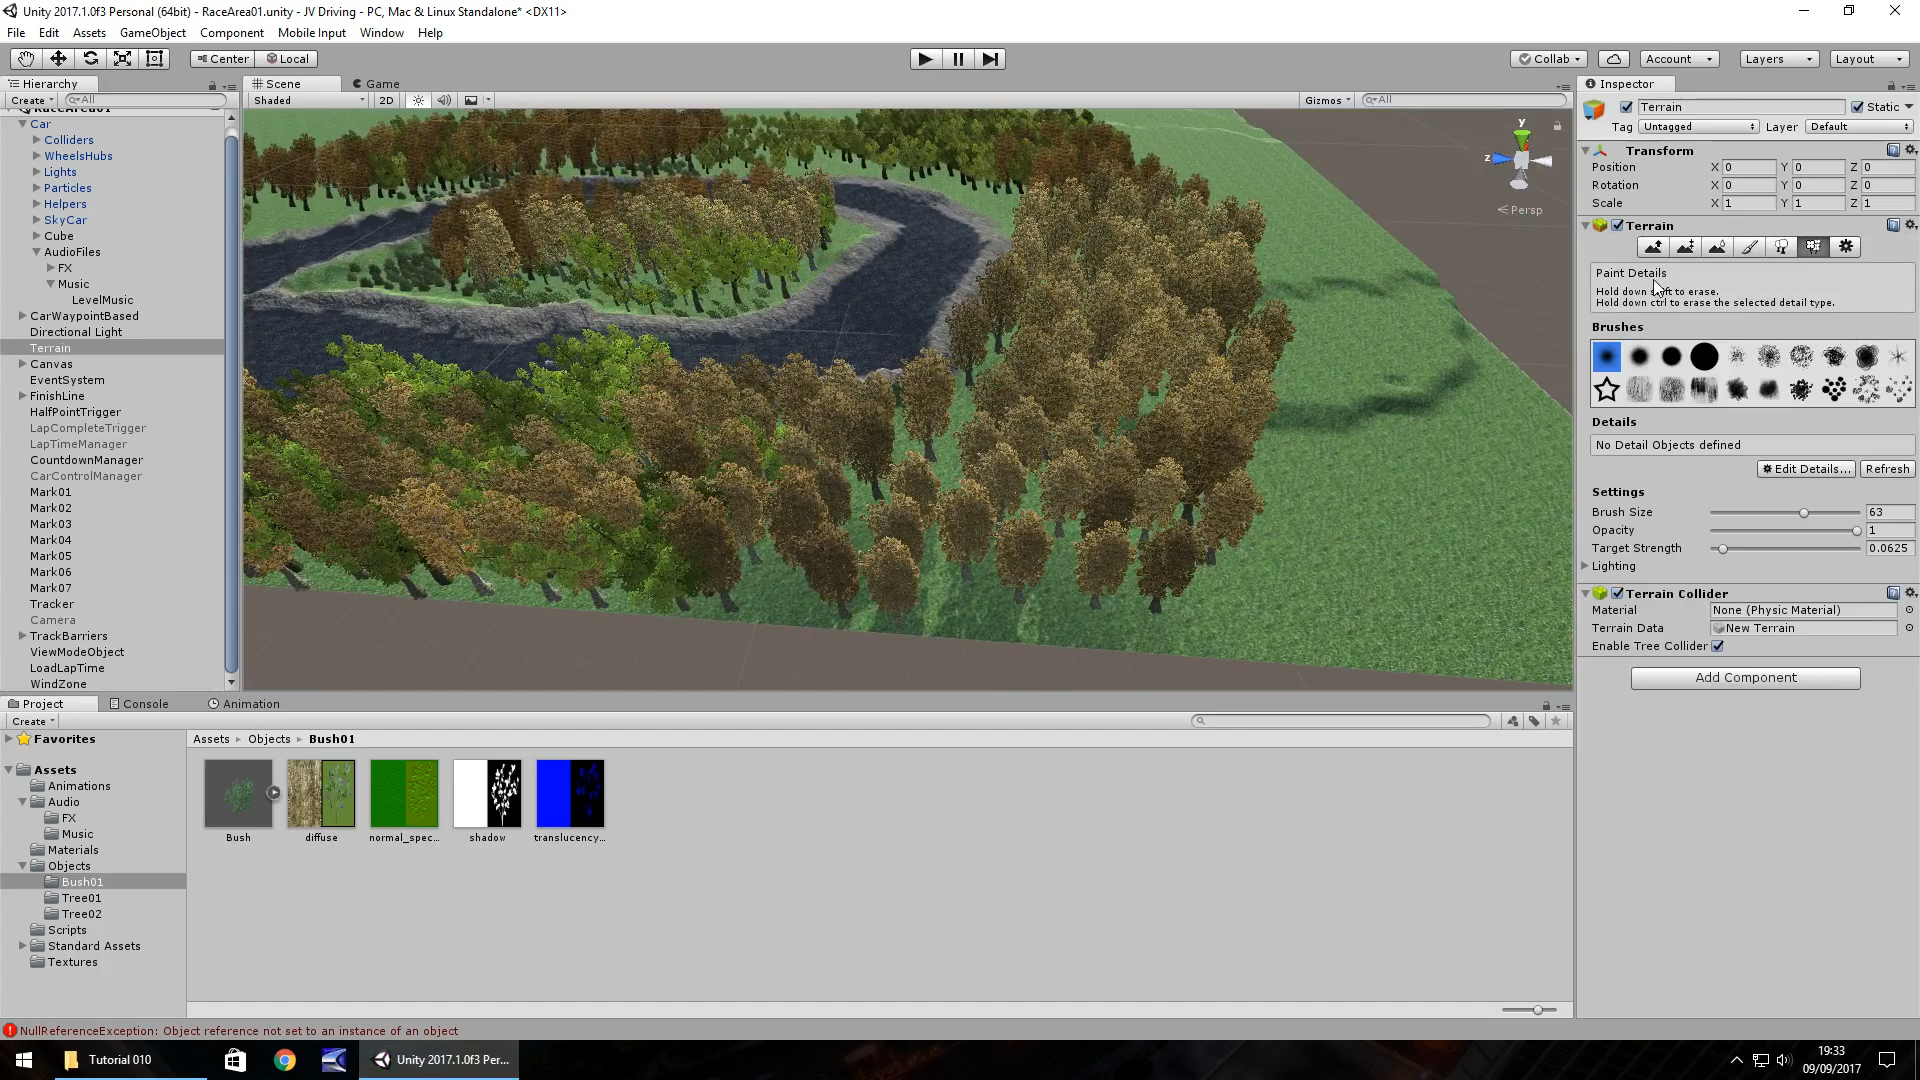 Unity 2017.1.0f3 Personal (64bit) - RaceArea01.unity - JV Driving - PC, Mac & Linux Standalone* <DX11>
File Edit Assets GameObject Component Mobile Input Window Help
Center Local
Collab Account Layers Layout
Hierarchy
Create All
RaceArea01
Car
Colliders
WheelsHubs
Lights
Particles
Helpers
SkyCar
Cube
AudioFiles
FX
Music
LevelMusic
CarWaypointBased
Directional Light
Terrain
Canvas
EventSystem
FinishLine
HalfPointTrigger
LapCompleteTrigger
LapTimeManager
CountdownManager
CarControlManager
Mark01
Mark02
Mark03
Mark04
Mark05
Mark06
Mark07
Tracker
Camera
TrackBarriers
ViewModeObject
LoadLapTime
WindZone
Scene Game
Shaded 2D Gizmos All
y
z
Persp
Inspector
Terrain Static
Tag Untagged Layer Default
Transform
Position X 0 Y 0 Z 0
Rotation X 0 Y 0 Z 0
Scale X 1 Y 1 Z 1
Terrain
Paint Details
Hold down shift to erase.
Hold down ctrl to erase the selected detail type.
Brushes
Details
No Detail Objects defined
Edit Details... Refresh
Settings
Brush Size 63
Opacity 1
Target Strength 0.0625
Lighting
Terrain Collider
Material None (Physic Material)
Terrain Data New Terrain
Enable Tree Collider
Add Component
Project Console Animation
Create
Favorites
Assets
Animations
Audio
FX
Music
Materials
Objects
Bush01
Tree01
Tree02
Scripts
Standard Assets
Textures
Assets Objects Bush01
Bush diffuse normal_spec... shadow translucency...
NullReferenceException: Object reference not set to an instance of an object
Tutorial 010
Unity 2017.1.0f3 Per...
19:33
09/09/2017